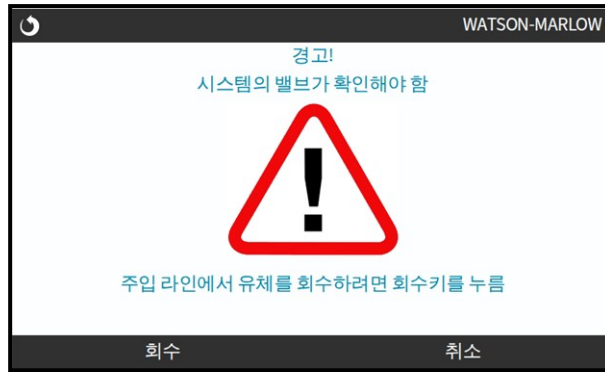 WATSON-MARLOW
경고!
시스템의 밸브가 확인해야 함
!
주입 라인에서 유체를 회수하려면 회수키를 누름
회수 취소